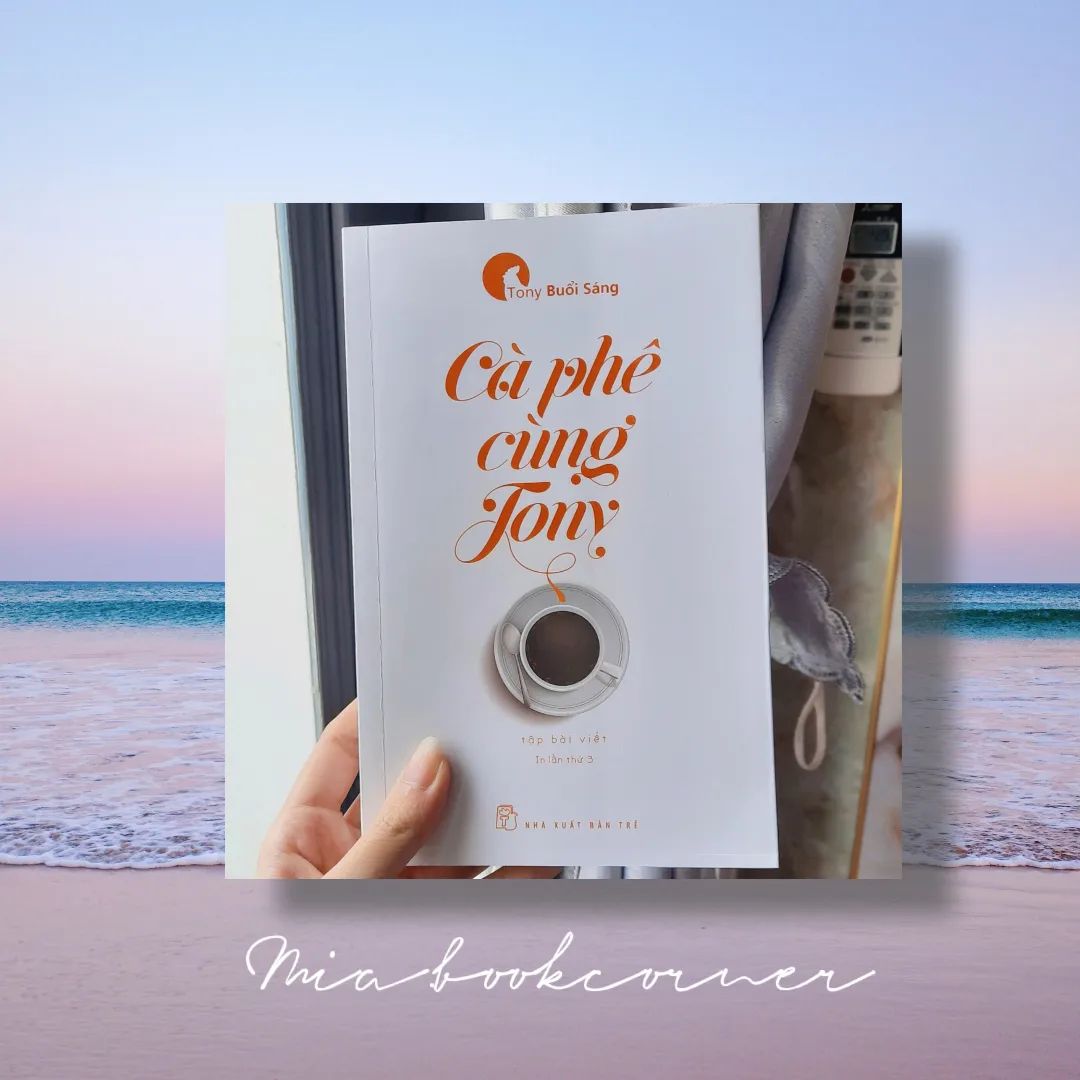 Tony Buổi Sáng
Cà phê
cùng
Tony
tập bài viết
In lần thứ 3
NHÀ XUẤT BẢN TRẺ
Mia bookcorner